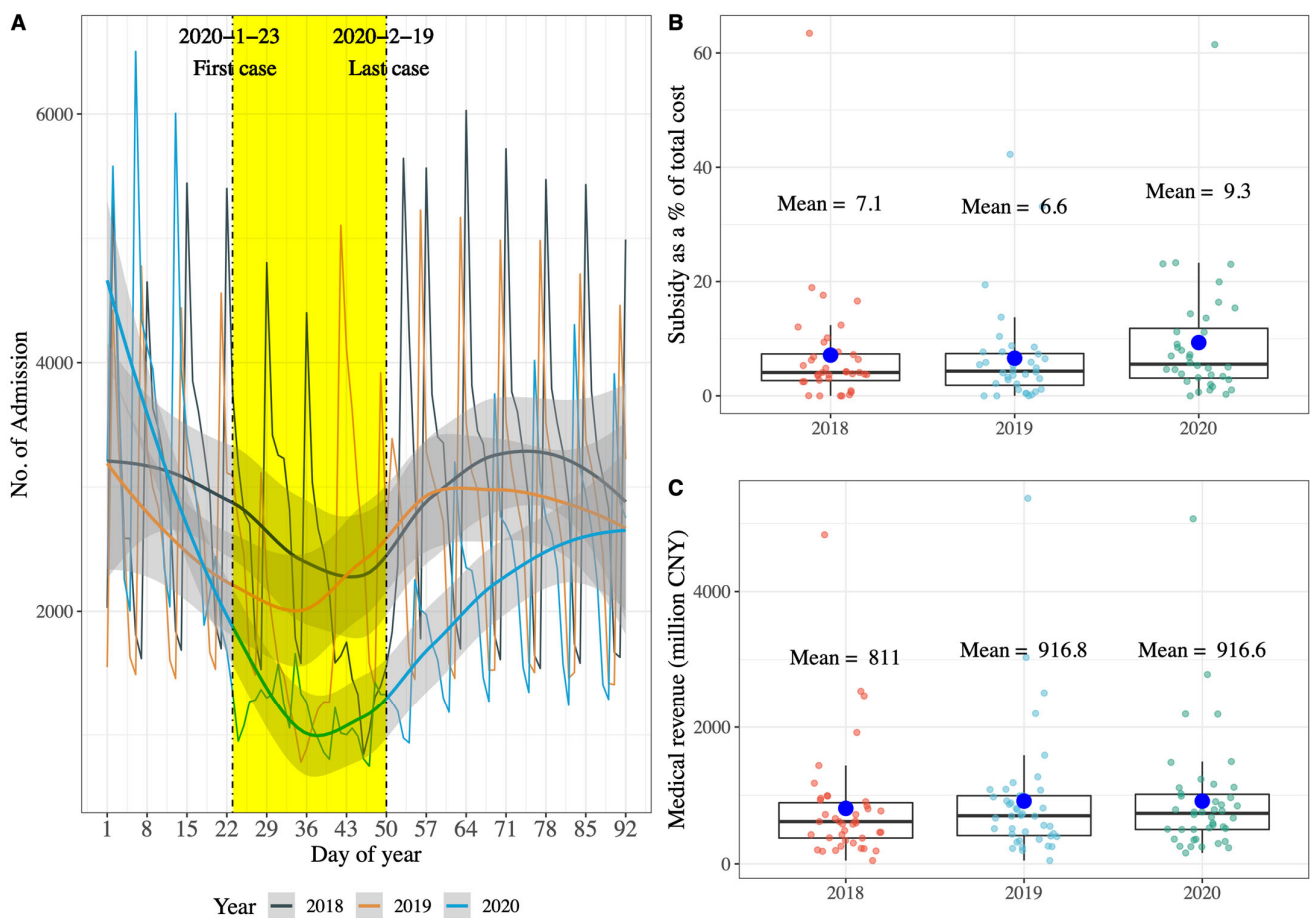 A
2020−1−23
First case
2020−2−19
Last case
No. of Admission
6000
4000
2000
1 8 15 22 29 36 43 50 57 64 71 78 85 92
Day of year
Year 2018 2019 2020
B
Subsidy as a % of total cost
60
40
20
0
Mean = 7.1
Mean = 6.6
Mean = 9.3
2018 2019 2020
C
Medical revenue (million CNY)
4000
2000
0
Mean = 811
Mean = 916.8
Mean = 916.6
2018 2019 2020